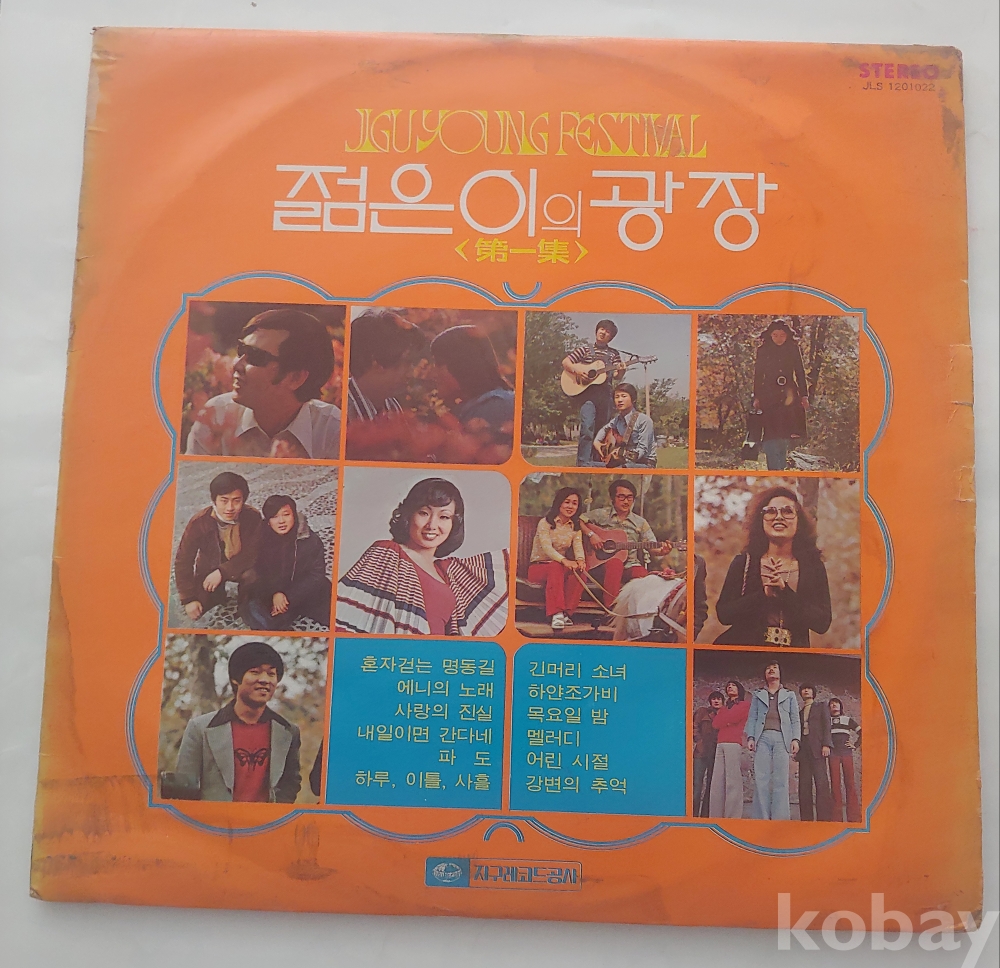 STEREO
JLS 1201022
JIGU YOUNG FESTIVAL
젊은이의 광장
<第一集>
혼자걷는 명동길
에니의 노래
사랑의 진실
내일이면 간다네
파 도
하루, 이틀, 사흘
긴머리 소녀
하얀조가비
목요일 밤
멜러디
어린 시절
강변의 추억
지구레코드공사
kobay